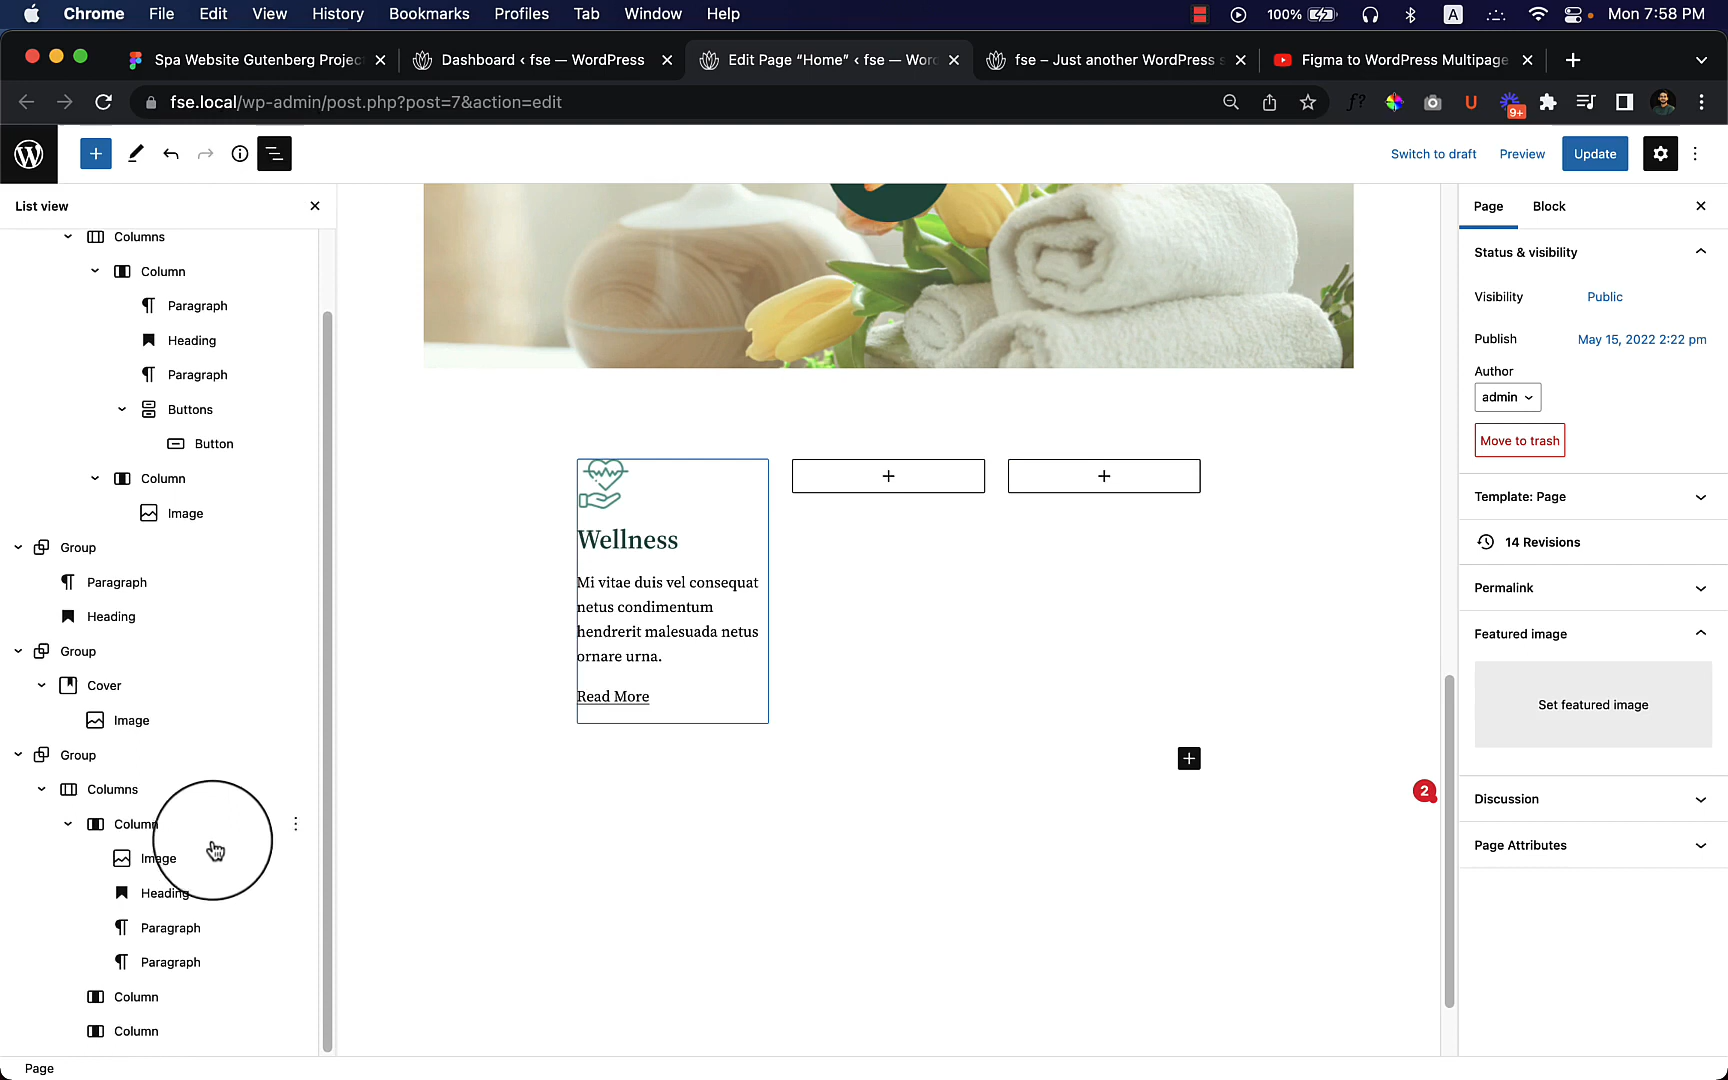 Chrome File Edit View History Bookmarks Profiles Tab Window Help 100% A Mon 7:58 PM
Spa Website Gutenberg Projec
Dashboard ‹ fse — WordPress
Edit Page “Home” ‹ fse — Wor
fse – Just another WordPress s
Figma to WordPress Multipage
fse.local/wp-admin/post.php?post=7&action=edit
f?
U
9+
Switch to draft
Preview
Update
List view
Columns
Column
Paragraph
Heading
Paragraph
Buttons
Button
Column
Image
Group
Paragraph
Heading
Group
Cover
Image
Group
Columns
Column
Image
Heading
Paragraph
Paragraph
Column
Column
Page
Wellness
Mi vitae duis vel consequat
netus condimentum
hendrerit malesuada netus
ornare urna.
Read More
2
Page Block
Status & visibility
Visibility Public
Publish May 15, 2022 2:22 pm
Author
admin
Move to trash
Template: Page
14 Revisions
Permalink
Featured image
Set featured image
Discussion
Page Attributes